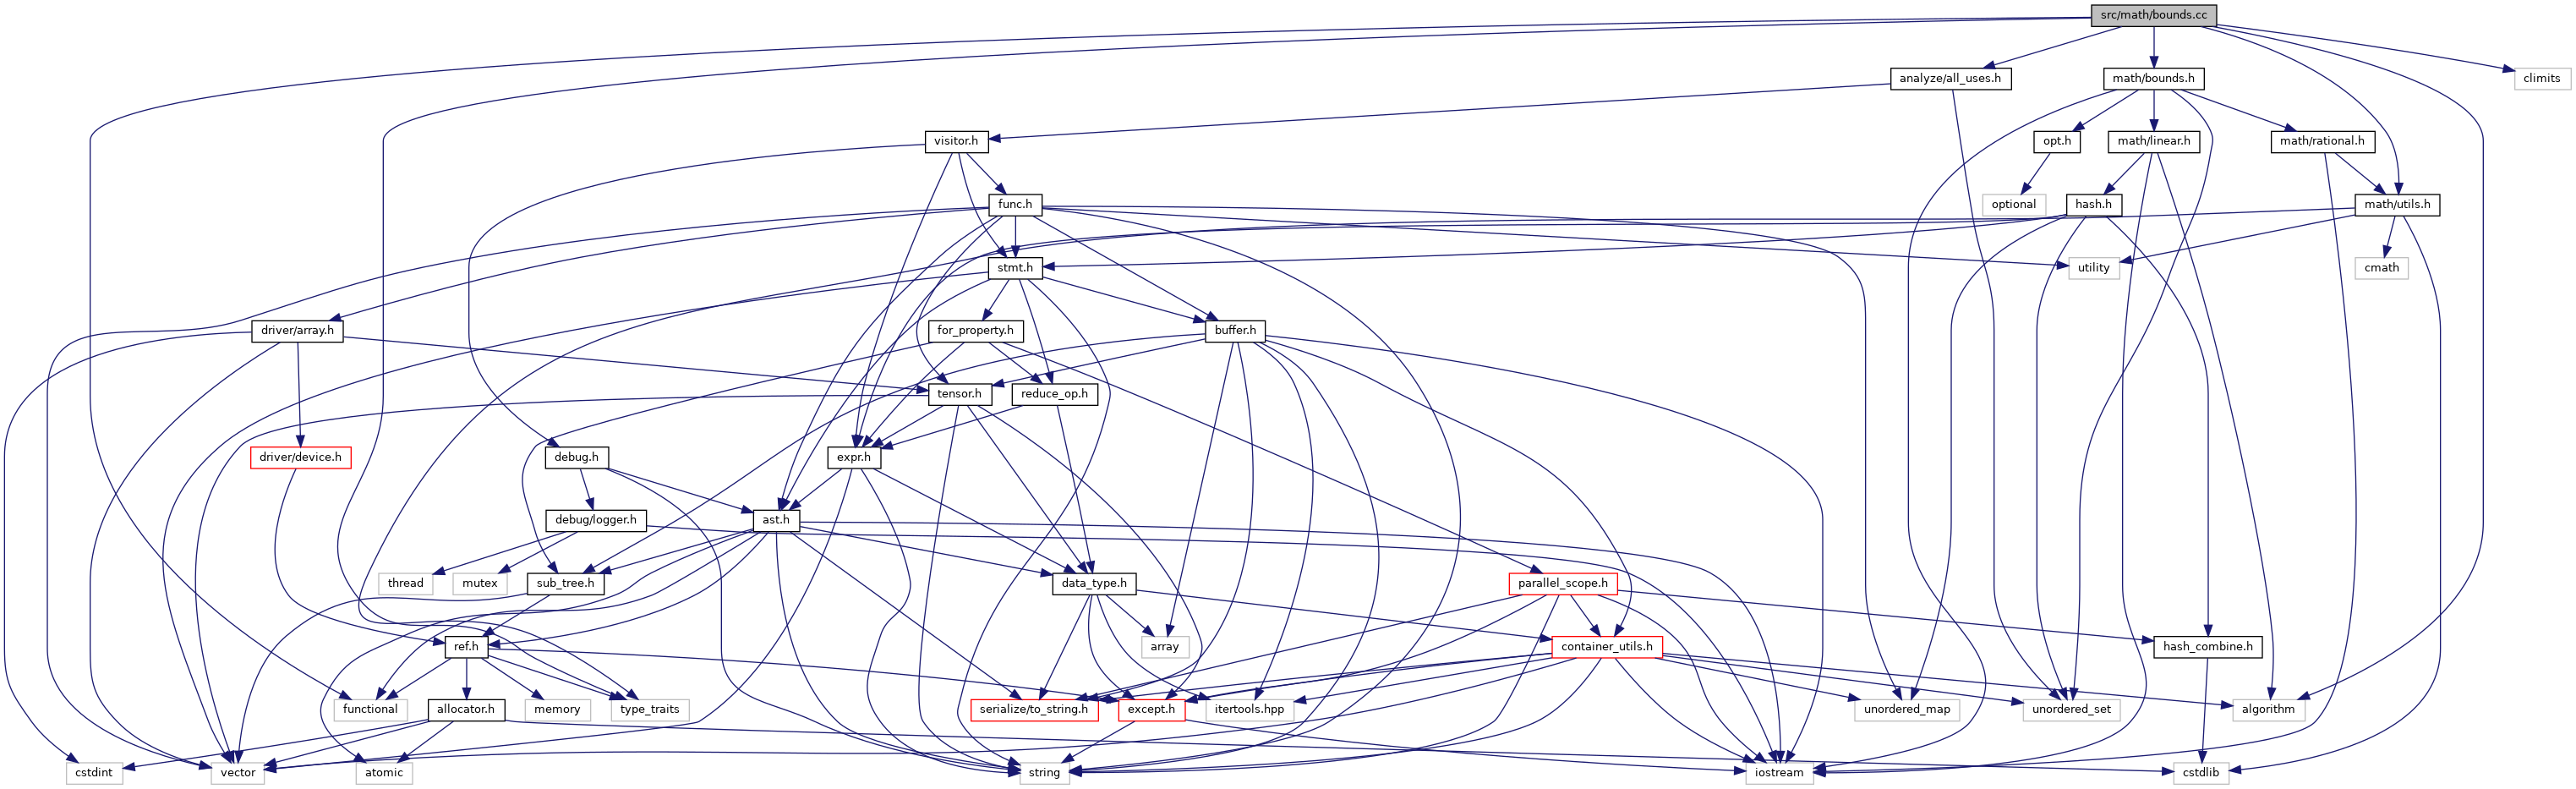 src/math/bounds.cc
analyze/all_uses.h
math/bounds.h
climits
visitor.h
opt.h
math/linear.h
math/rational.h
func.h
optional
hash.h
math/utils.h
stmt.h
utility
cmath
driver/array.h
for_property.h
buffer.h
tensor.h
reduce_op.h
driver/device.h
debug.h
expr.h
debug/logger.h
ast.h
thread
mutex
sub_tree.h
data_type.h
parallel_scope.h
ref.h
array
container_utils.h
hash_combine.h
functional
allocator.h
memory
type_traits
serialize/to_string.h
except.h
itertools.hpp
unordered_map
unordered_set
algorithm
cstdint
vector
atomic
string
iostream
cstdlib